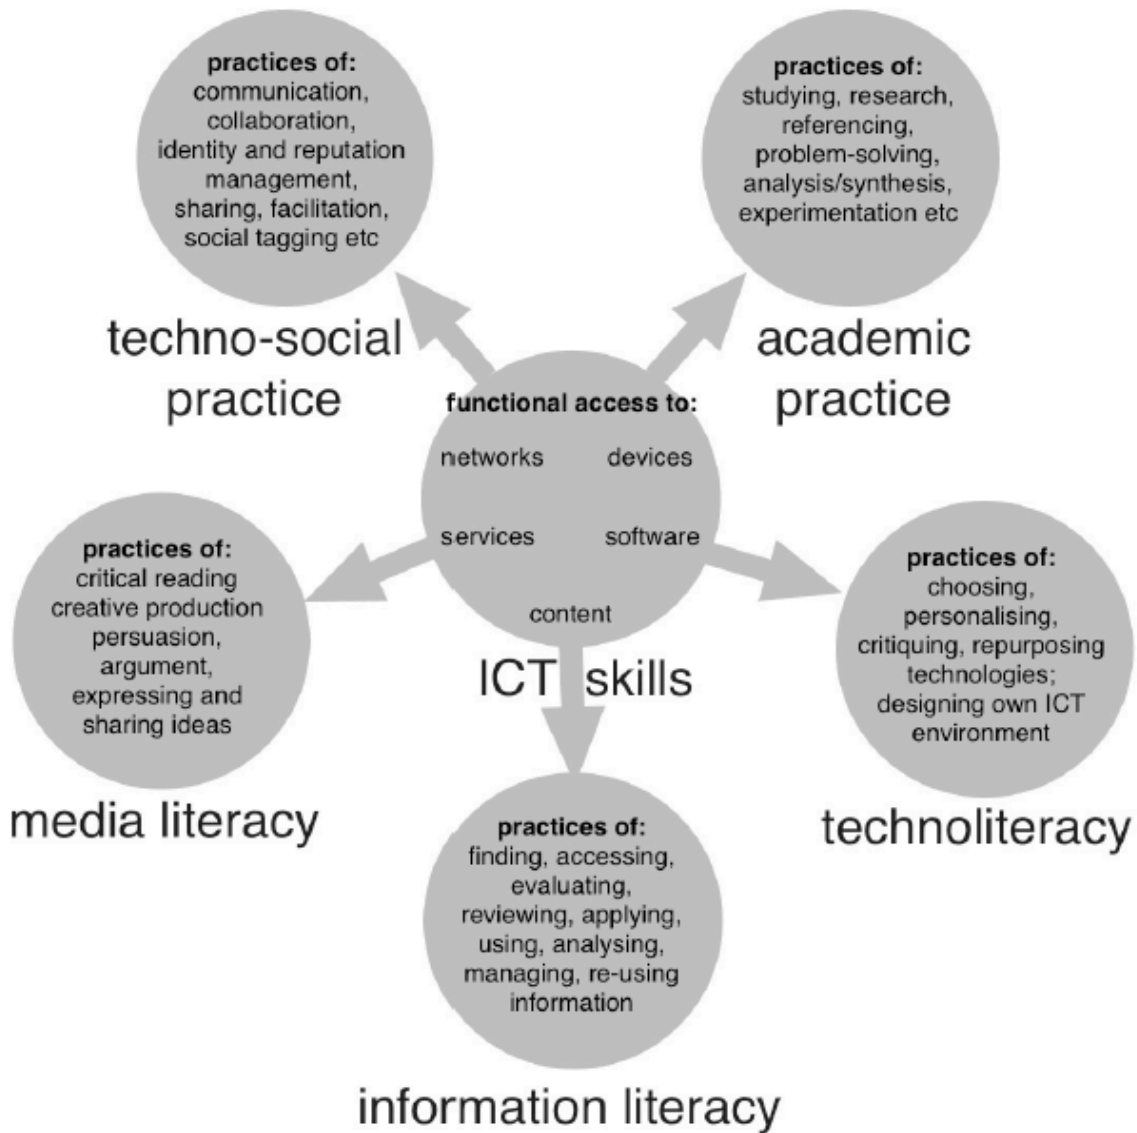 practices of:
communication,
collaboration,
identity and reputation
management,
sharing, facilitation,
social tagging etc
techno-social
practice
practices of:
studying, research,
referencing,
problem-solving,
analysis/synthesis,
experimentation etc
academic
practice
functional access to:
networks devices
services software
content
ICT skills
practices of:
critical reading
creative production
persuasion,
argument,
expressing and
sharing ideas
media literacy
practices of:
choosing,
personalising,
critiquing, repurposing
technologies;
designing own ICT
environment
technoliteracy
practices of:
finding, accessing,
evaluating,
reviewing, applying,
using, analysing,
managing, re-using
information
information literacy